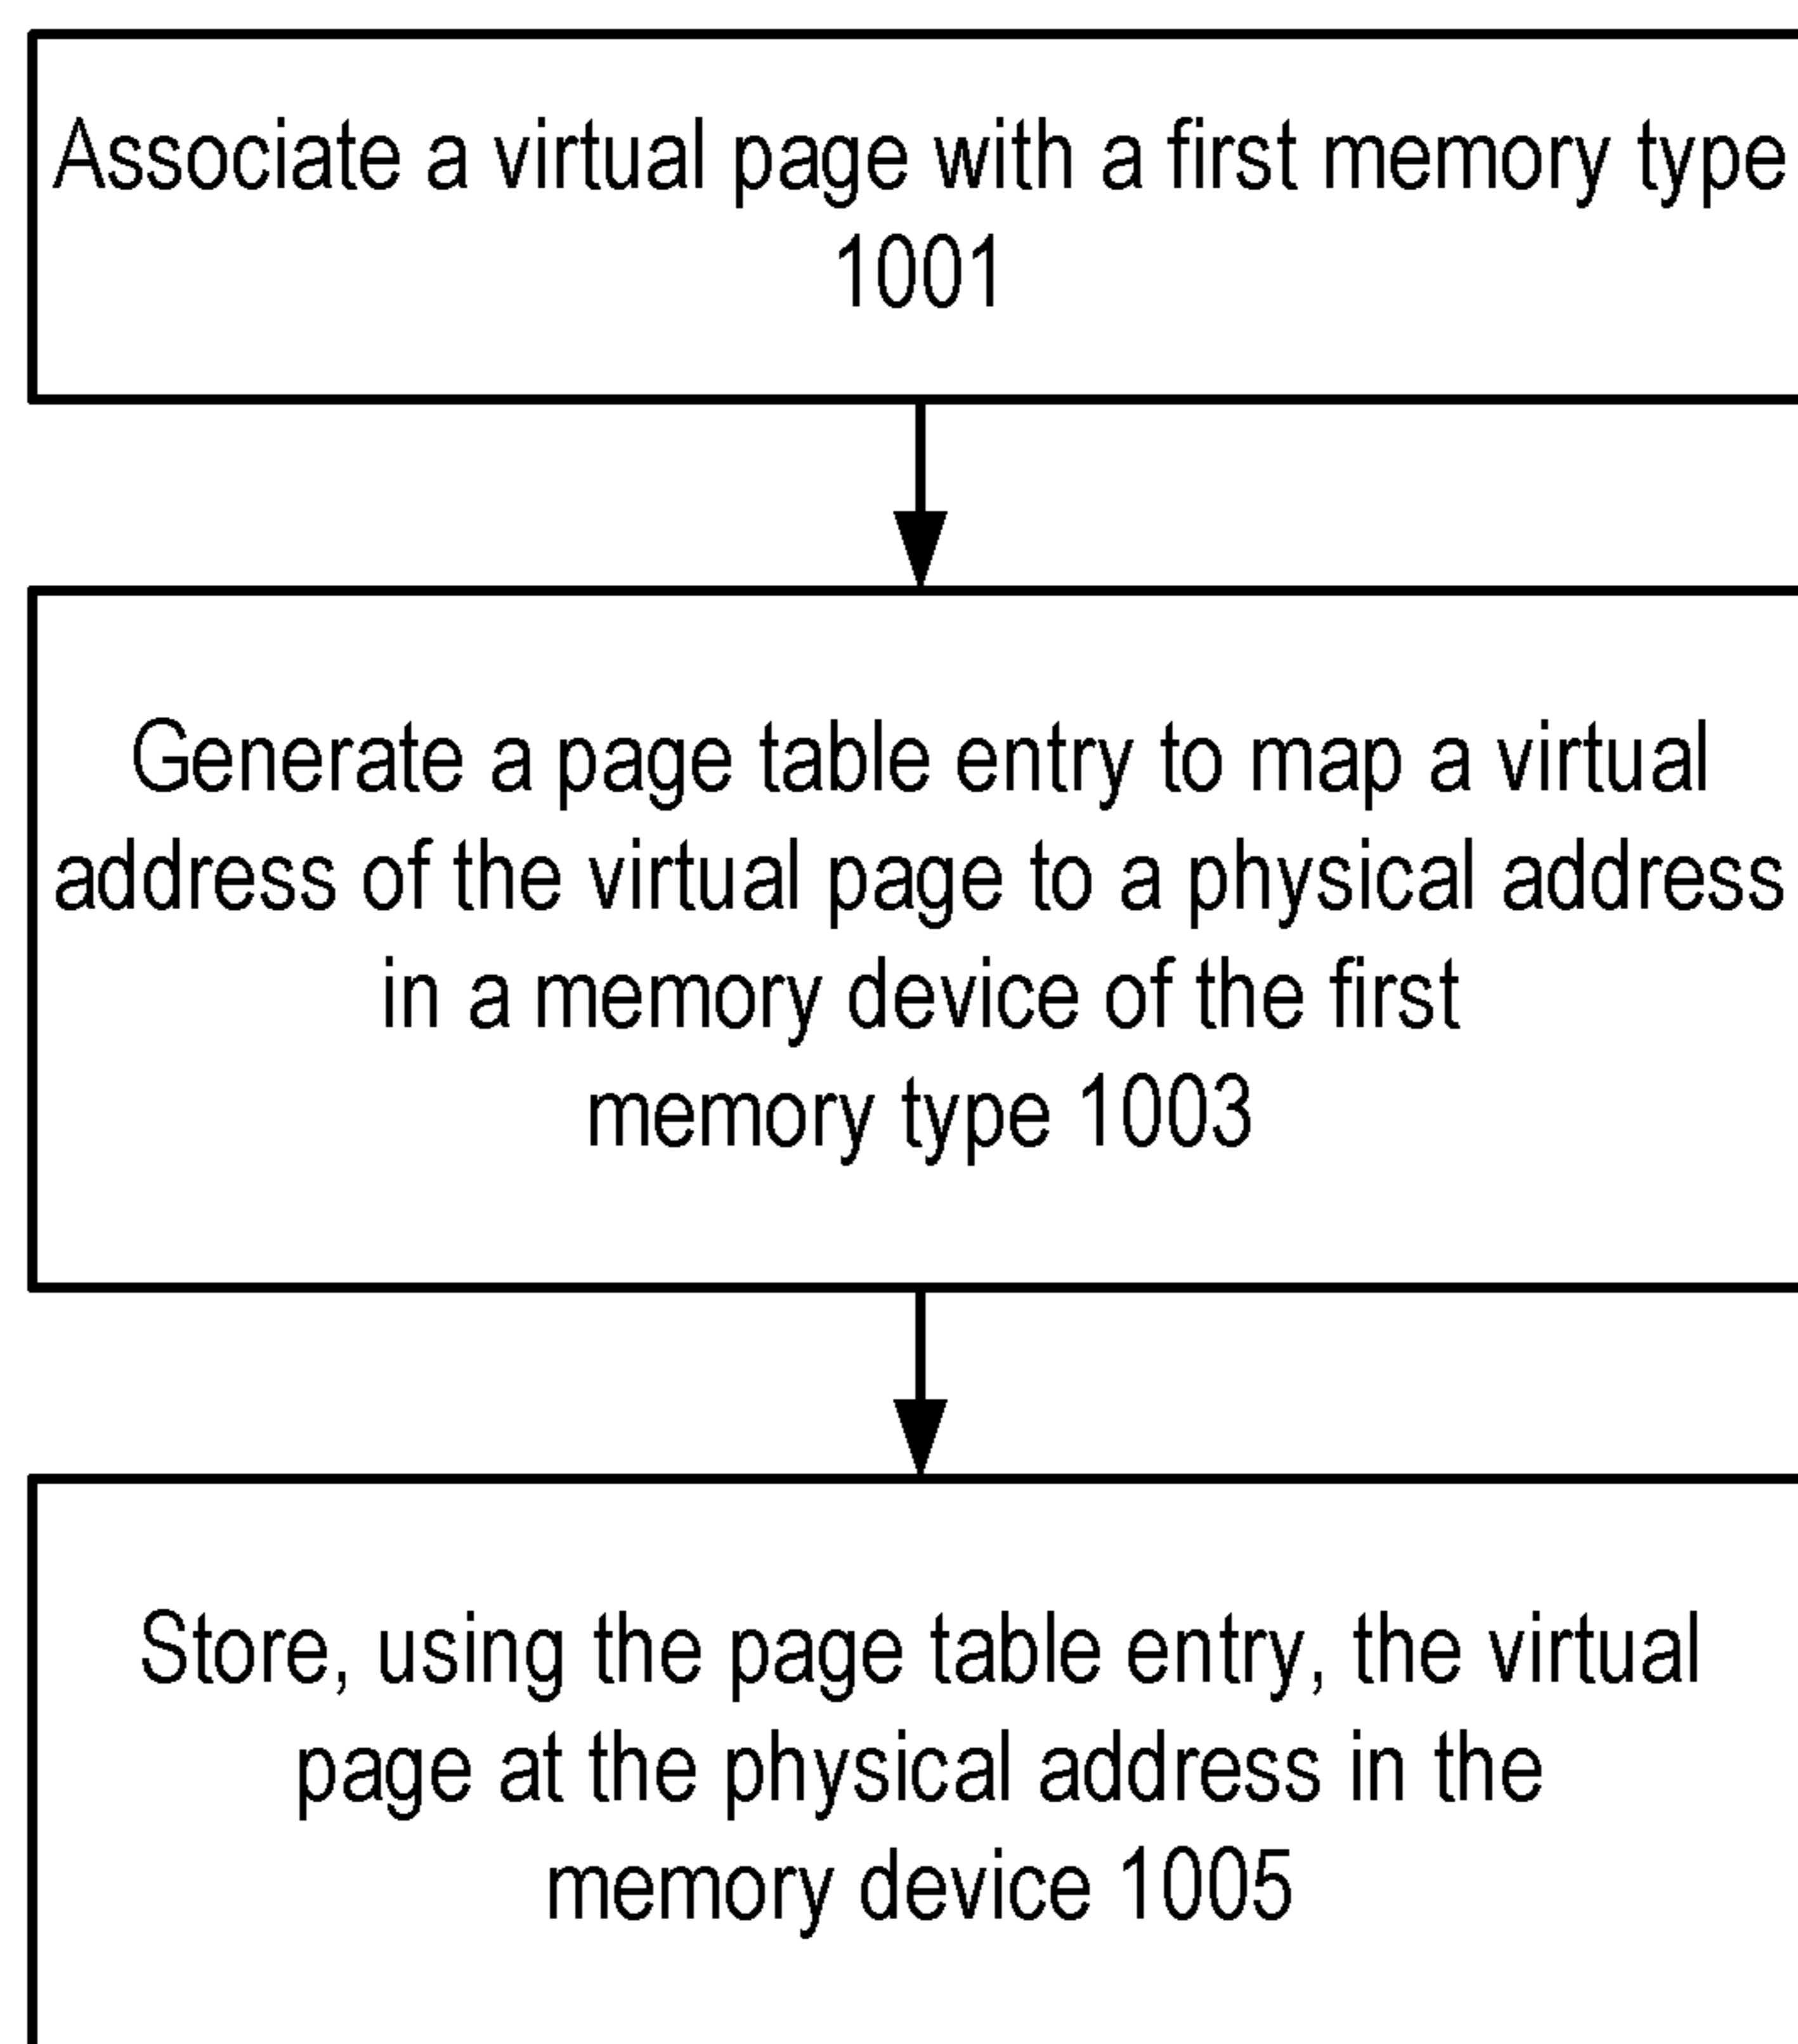 Associate a virtual page with a first memory type
1001
Generate a page table entry to map a virtual
address of the virtual page to a physical address
in a memory device of the first
memory type 1003
Store, using the page table entry, the virtual
page at the physical address in the
memory device 1005